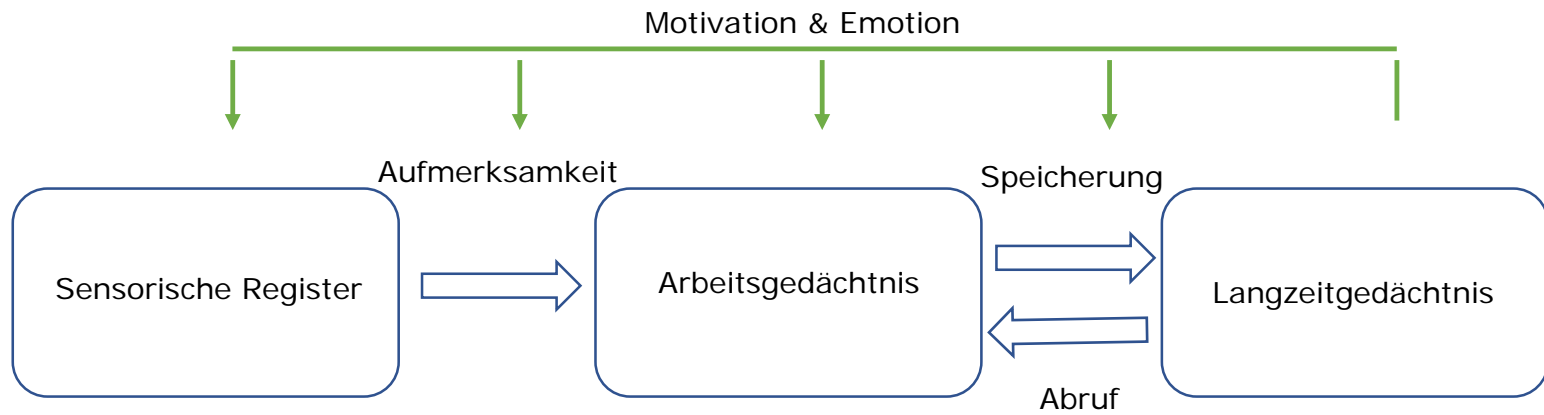 Motivation & Emotion
Aufmerksamkeit
Speicherung
Sensorische Register
Arbeitsgedächtnis
Langzeitgedächtnis
Abruf